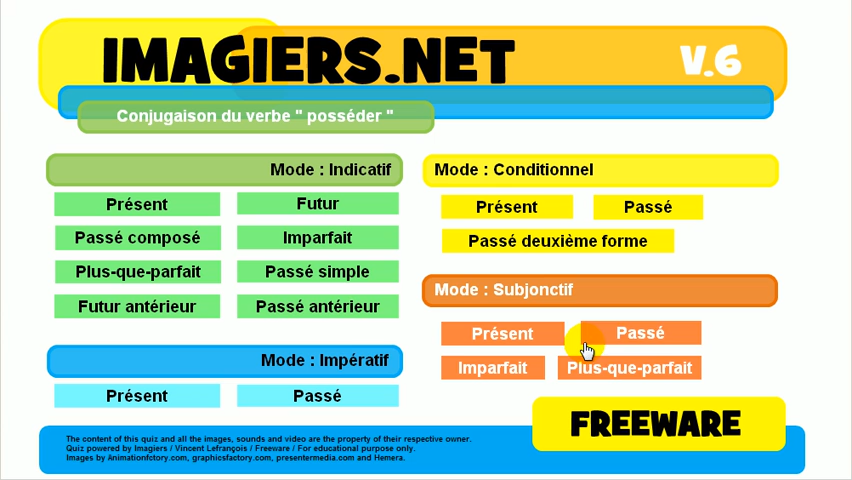 IMAGIERS.NET
V.6
Conjugaison du verbe " posséder "
Mode : Indicatif
Présent
Futur
Passé composé
Imparfait
Plus-que-parfait
Passé simple
Futur antérieur
Passé antérieur
Mode : Impératif
Présent
Passé
Mode : Conditionnel
Présent
Passé
Passé deuxième forme
Mode : Subjonctif
Présent
Passé
Imparfait
Plus-que-parfait
FREEWARE
The content of this quiz and all the images, sounds and video are the property of their respective owner.
Quiz powered by Imagiers / Vincent Lefrançois / Freeware / For educational purpose only.
Images by Animationfctory.com, graphicsfactory.com, presentermedia.com and Hemera.